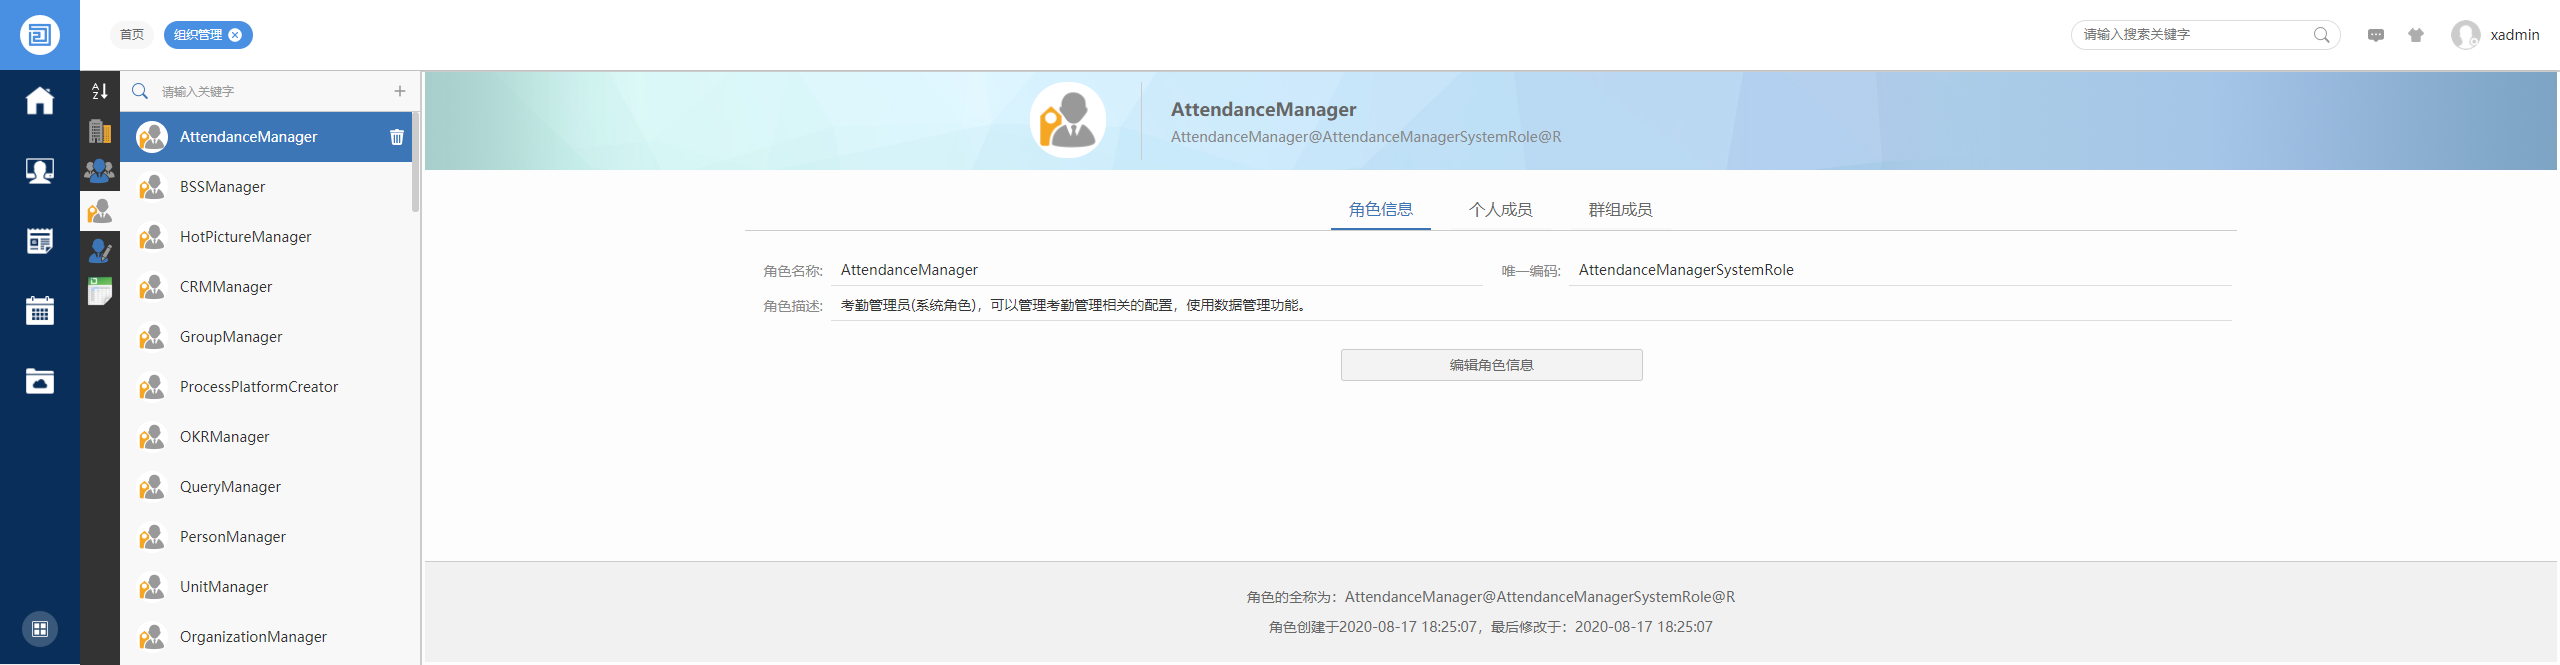 首页
组织管理
请输入搜索关键字
xadmin
A
Z
请输入关键字
AttendanceManager
BSSManager
HotPictureManager
CRMManager
GroupManager
ProcessPlatformCreator
OKRManager
QueryManager
PersonManager
UnitManager
OrganizationManager
AttendanceManager
AttendanceManager@AttendanceManagerSystemRole@R
角色信息 个人成员 群组成员
角色名称: AttendanceManager 唯一编码: AttendanceManagerSystemRole
角色描述: 考勤管理员(系统角色)，可以管理考勤管理相关的配置，使用数据管理功能。
编辑角色信息
角色的全称为：AttendanceManager@AttendanceManagerSystemRole@R
角色创建于2020-08-17 18:25:07，最后修改于：2020-08-17 18:25:07